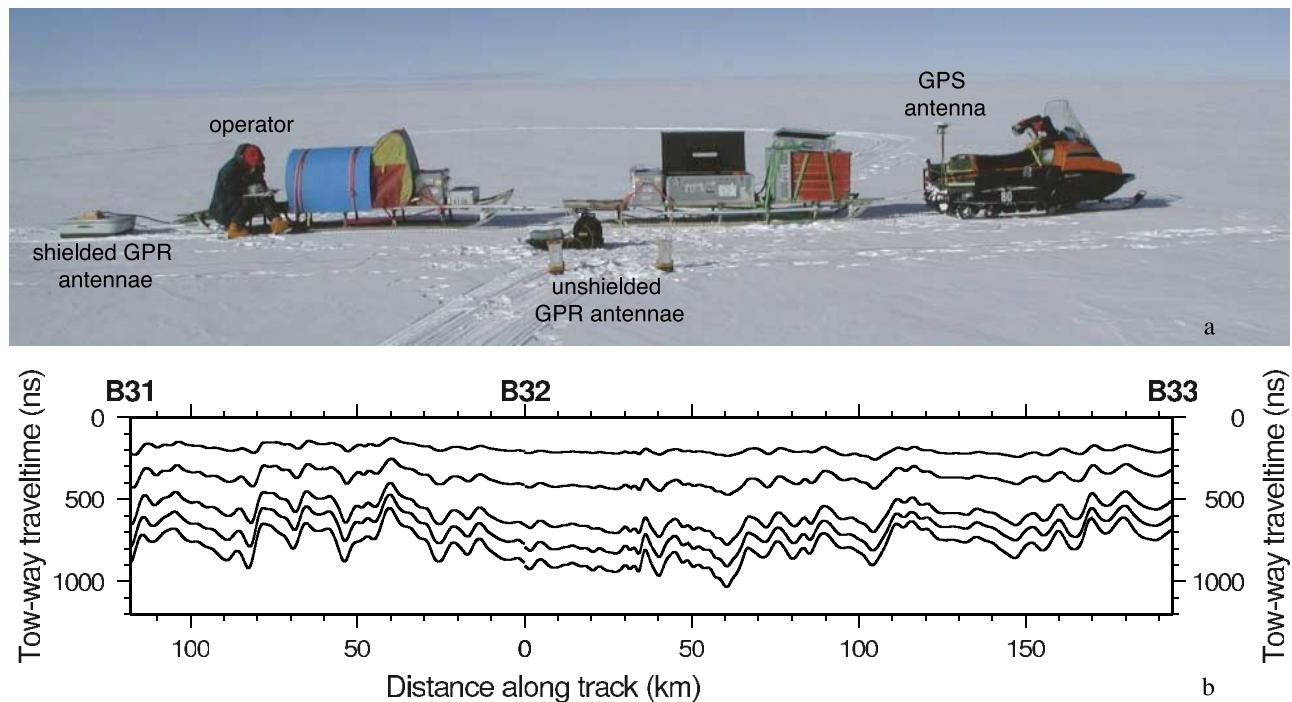 GPS
antenna
operator
80
shielded GPR
antennae
unshielded
GPR antennae
a
B31
B32
B33
Tow-way traveltime (ns)
0
500
1000
0
500
1000
Tow-way traveltime (ns)
100
50
0
50
100
150
Distance along track (km)
b